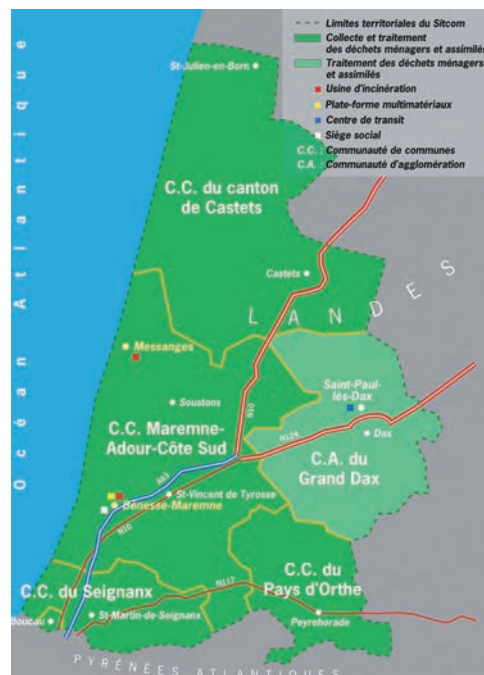 Océan Atlantique
Limites territoriales du Sitcom
Collecte et traitement
des déchets ménagers et assimilés
Traitement des déchets ménagers
et assimilés
Usine d'incinération
Plate-forme multimatériaux
Centre de transit
Siège social
C.C. : Communauté de communes
C.A. : Communauté d'agglomération
St-Julien-en-Born
C.C. du canton
de Castets
Castets
LANDES
Messanges
Soustons
N10
Saint-Paul-
lès-Dax
C.C. Maremne-
Adour-Côte Sud
N124
Dax
C.A. du
Grand Dax
A63
St-Vincent de Tyrosse
Bénesse-Maremne
N10
C.C. du Seignanx
N117
C.C. du
Pays d'Orthe
Boucau
St-Martin-de-Seignanx
Peyrehorade
PYRÉNÉES ATLANTIQUES